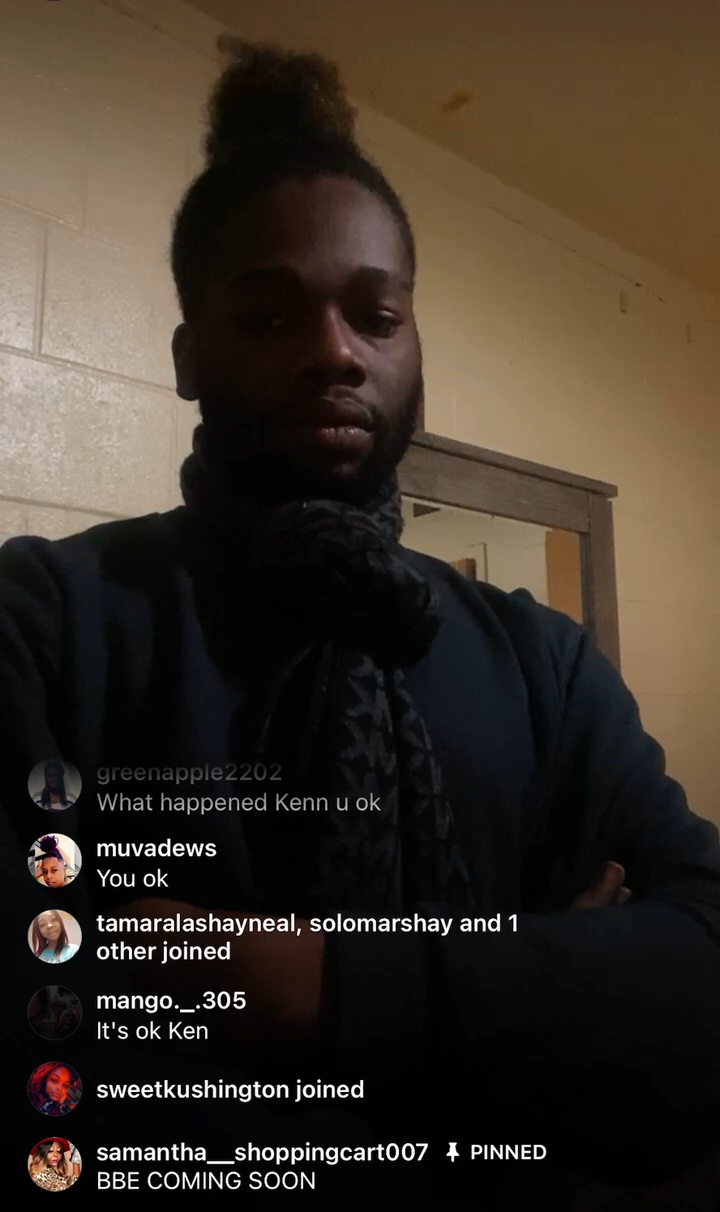 greenapple2202
What happened Kenn u ok
muvadews
You ok
tamaralashayneal, solomarshay and 1
other joined
mango._.305
It's ok Ken
sweetkushington joined
samantha__shoppingcart007 PINNED
BBE COMING SOON